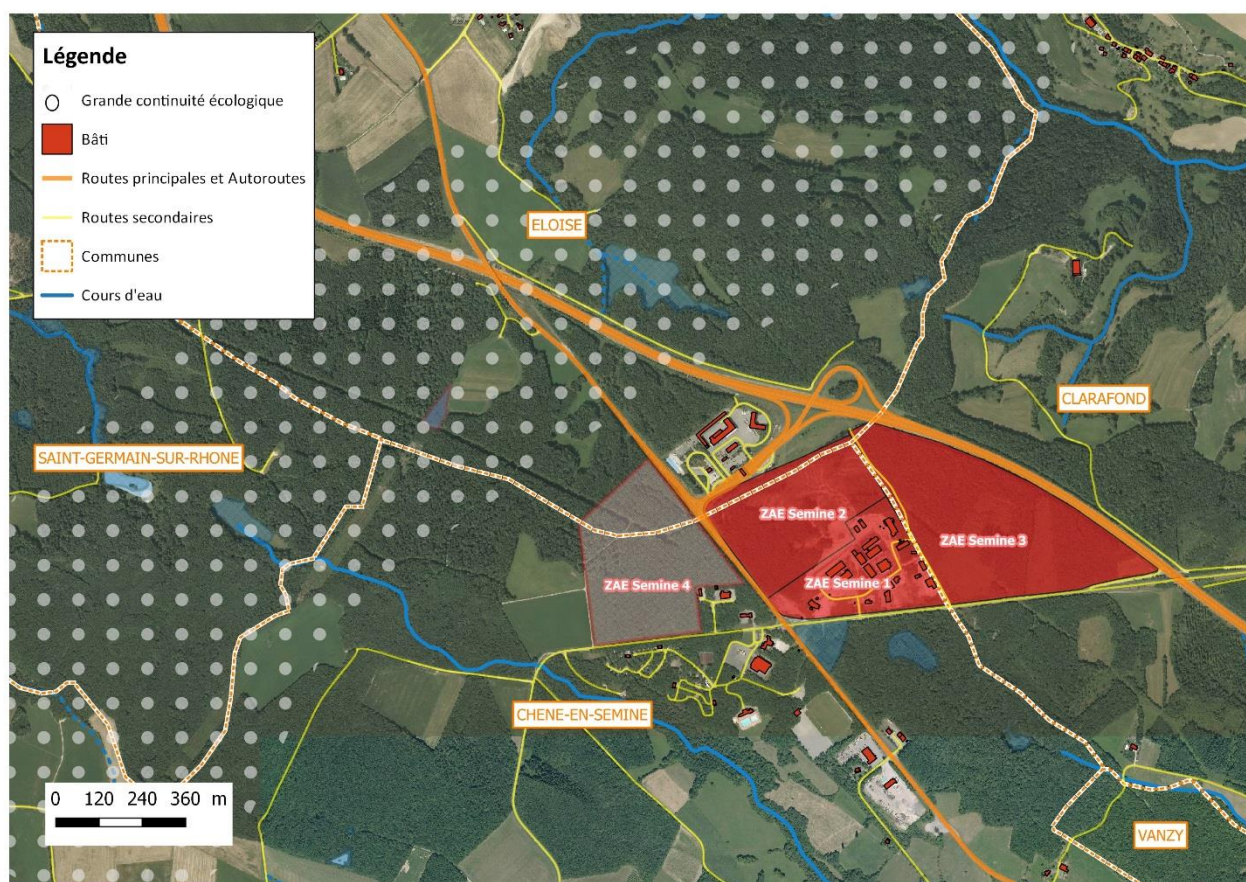 Légende
Grande continuité écologique
Bâti
Routes principales et Autoroutes
Routes secondaires
Communes
Cours d'eau
ELOISE
CLARAFOND
SAINT-GERMAIN-SUR-RHONE
ZAE Semine 2
ZAE Semine 3
ZAE Semine 4
ZAE Semine 1
CHENE-EN-SEMINE
0 120 240 360 m
VANZY